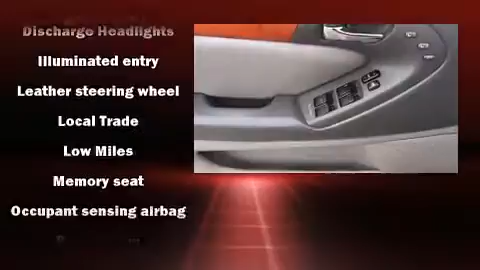 Discharge Headlights
Illuminated entry
Leather steering wheel
Local Trade
Low Miles
Memory seat
Occupant sensing airbag